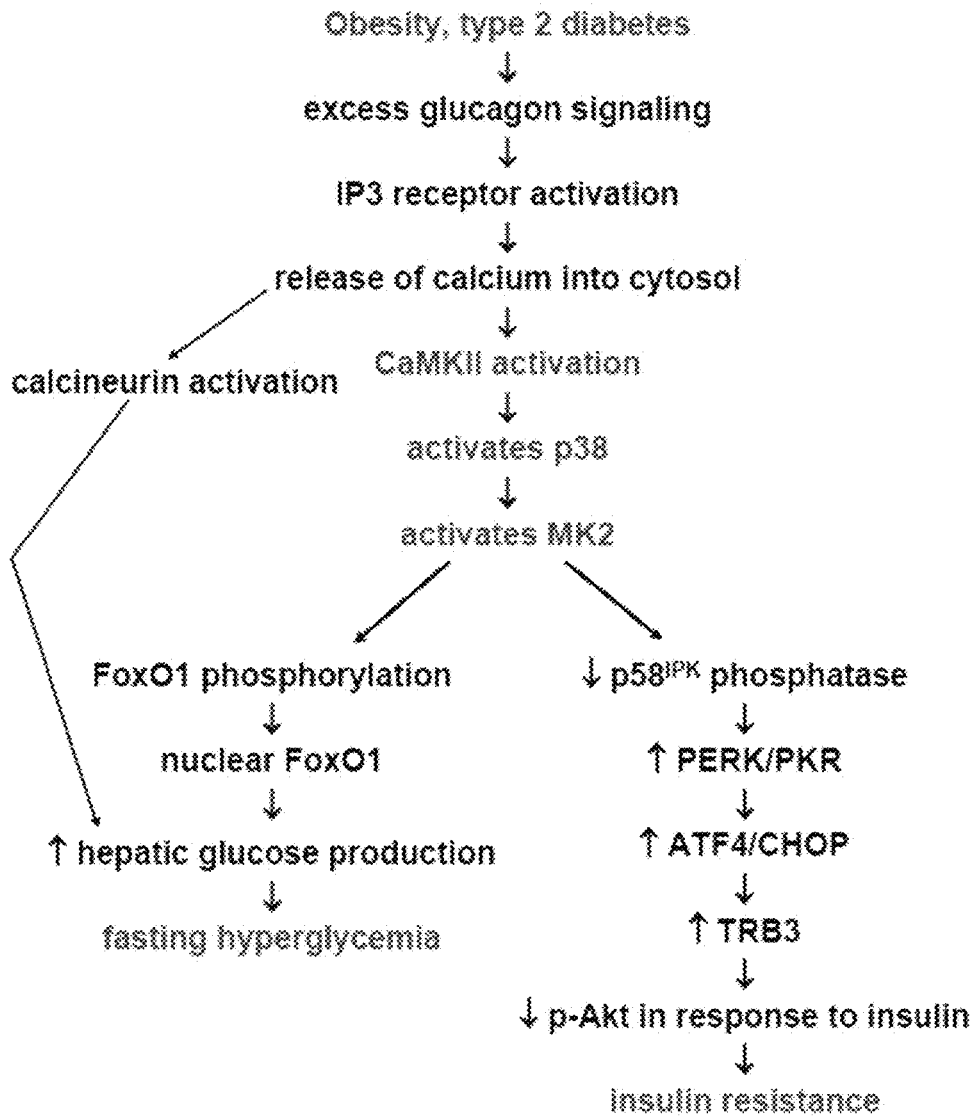 Obesity, type 2 diabetes
↓
excess glucagon signaling
↓
IP3 receptor activation
↓
release of calcium into cytosol
↓
CaMKII activation
calcineurin activation
↓
activates p38
↓
activates MK2
FoxO1 phosphorylation
↓ p58IPK phosphatase
↓
↓
nuclear FoxO1
↑ PERK/PKR
↓
↓
↑ hepatic glucose production
↑ ATF4/CHOP
↓
↓
fasting hyperglycemia
↑ TRB3
↓
↓ p-Akt in response to insulin
↓
insulin resistance